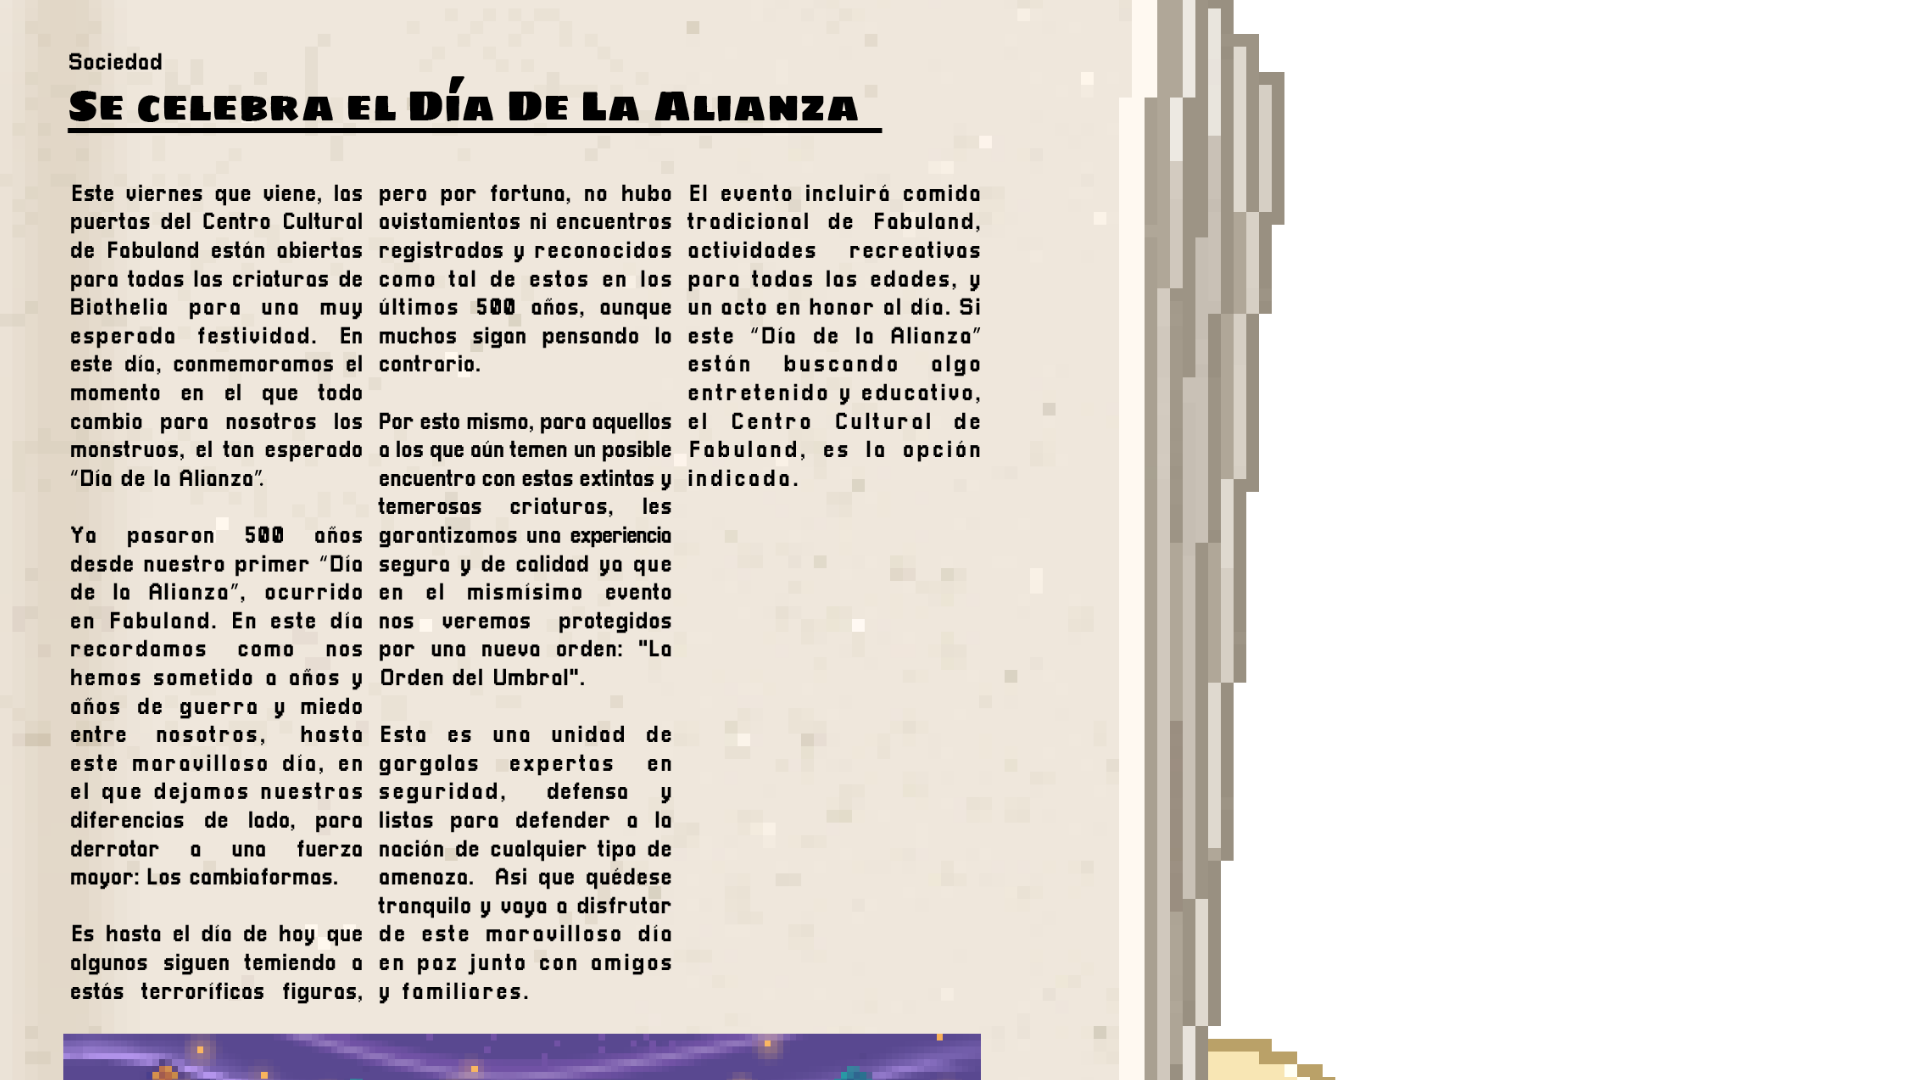 Sociedad
Se celebra el Día De La Alianza
Este viernes que viene, las
puertas del Centro Cultural
de Fabuland están abiertas
para todas las criaturas de
Biothelia para una muy
esperada festividad. En
este día, conmemoramos el
momento en el que todo
cambio para nosotros los
monstruos, el tan esperado
“Día de la Alianza”.
Ya pasaron 500 años
desde nuestro primer “Día
de la Alianza”, ocurrido
en Fabuland. En este día
recordamos como nos
hemos sometido a años y
años de guerra y miedo
entre nosotros, hasta
este maravilloso día, en
el que dejamos nuestras
diferencias de lado, para
derrotar a una fuerza
mayor: Los cambiaformas.
Es hasta el día de hoy que
algunos siguen temiendo a
estás terroríficas figuras,
pero por fortuna, no hubo
avistamientos ni encuentros
registrados y reconocidos
como tal de estos en los
últimos 500 años, aunque
muchos sigan pensando lo
contrario.
Por esto mismo, para aquellos
a los que aún temen un posible
encuentro con estas extintas y
temerosas criaturas, les
garantizamos una experiencia
segura y de calidad ya que
en el mismísimo evento
nos veremos protegidos
por una nueva orden: "La
Orden del Umbral".
Esta es una unidad de
gargolas expertas en
seguridad, defensa y
listas para defender a la
nación de cualquier tipo de
amenaza. Asi que quédese
tranquilo y vaya a disfrutar
de este maravilloso día
en paz junto con amigos
y familiares.
El evento incluirá comida
tradicional de Fabuland,
actividades recreativas
para todas las edades, y
un acto en honor al día. Si
este “Día de la Alianza”
están buscando algo
entretenido y educativo,
el Centro Cultural de
Fabuland, es la opción
indicada.